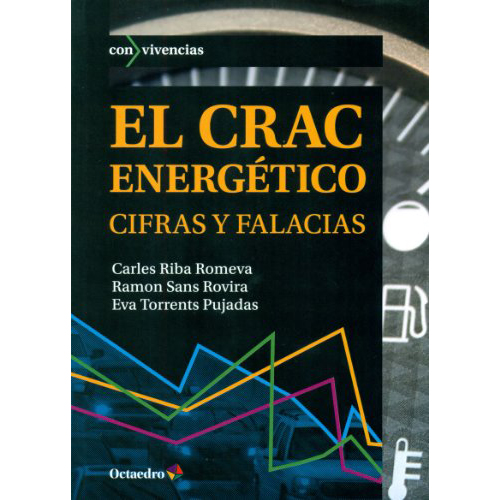 con vivencias
EL CRAC
ENERGÉTICO
CIFRAS Y FALACIAS
Carles Riba Romeva
Ramon Sans Rovira
Eva Torrents Pujadas
Octaedro